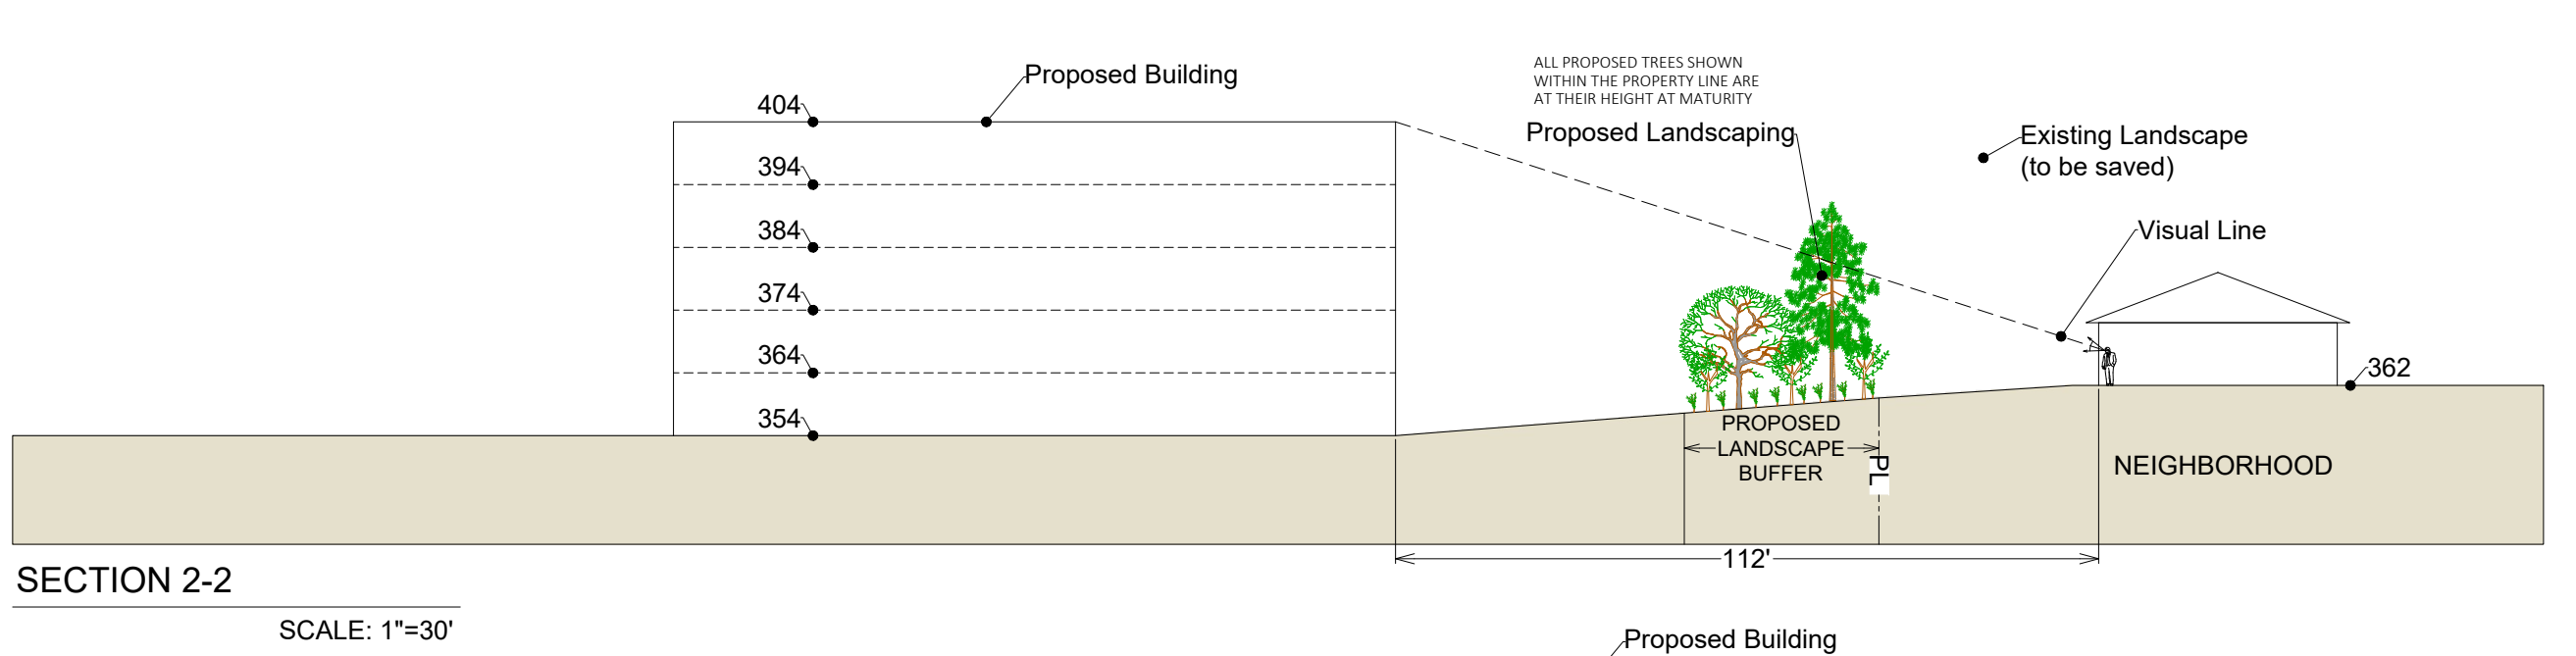 ALL PROPOSED TREES SHOWN
WITHIN THE PROPERTY LINE ARE
AT THEIR HEIGHT AT MATURITY
Proposed Building
404
Proposed Landscaping
Existing Landscape
(to be saved)
394
384
Visual Line
374
364
362
354
PROPOSED
LANDSCAPE
BUFFER
PL
NEIGHBORHOOD
112'
SECTION 2-2
SCALE: 1"=30'
Proposed Building